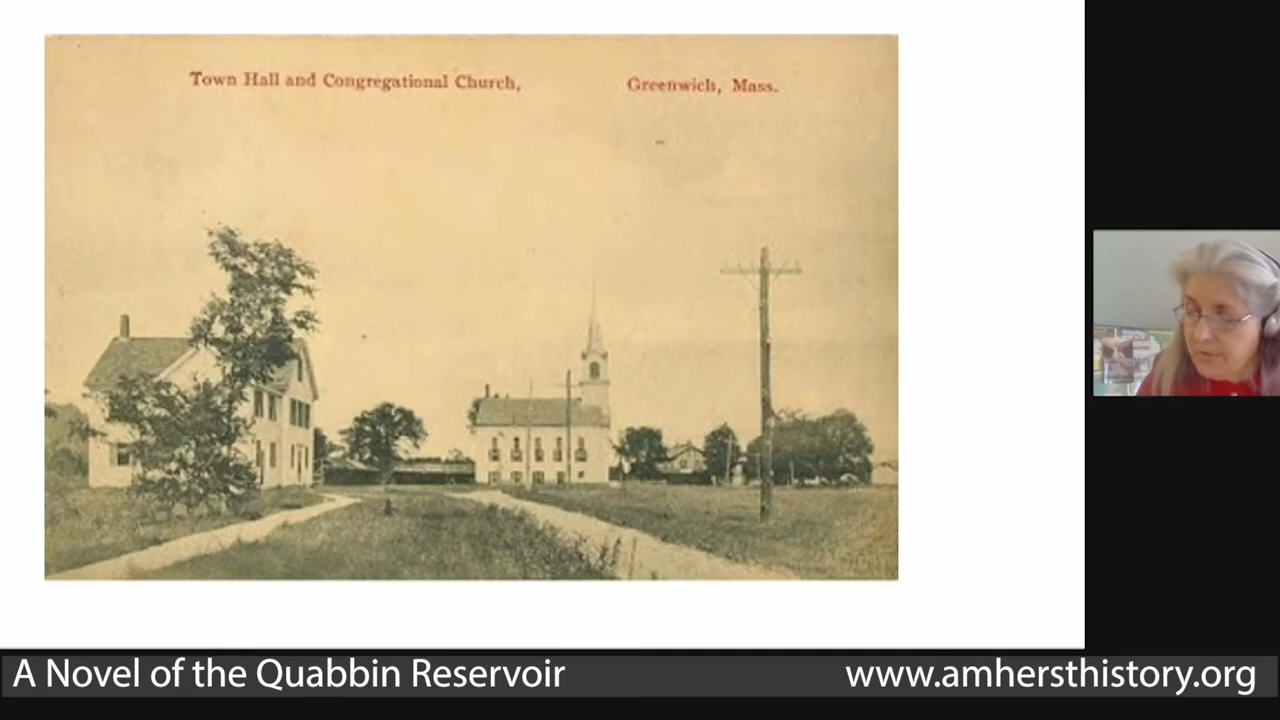 Town Hall and Congregational Church, Greenwich, Mass.
A Novel of the Quabbin Reservoir www.amhersthistory.org